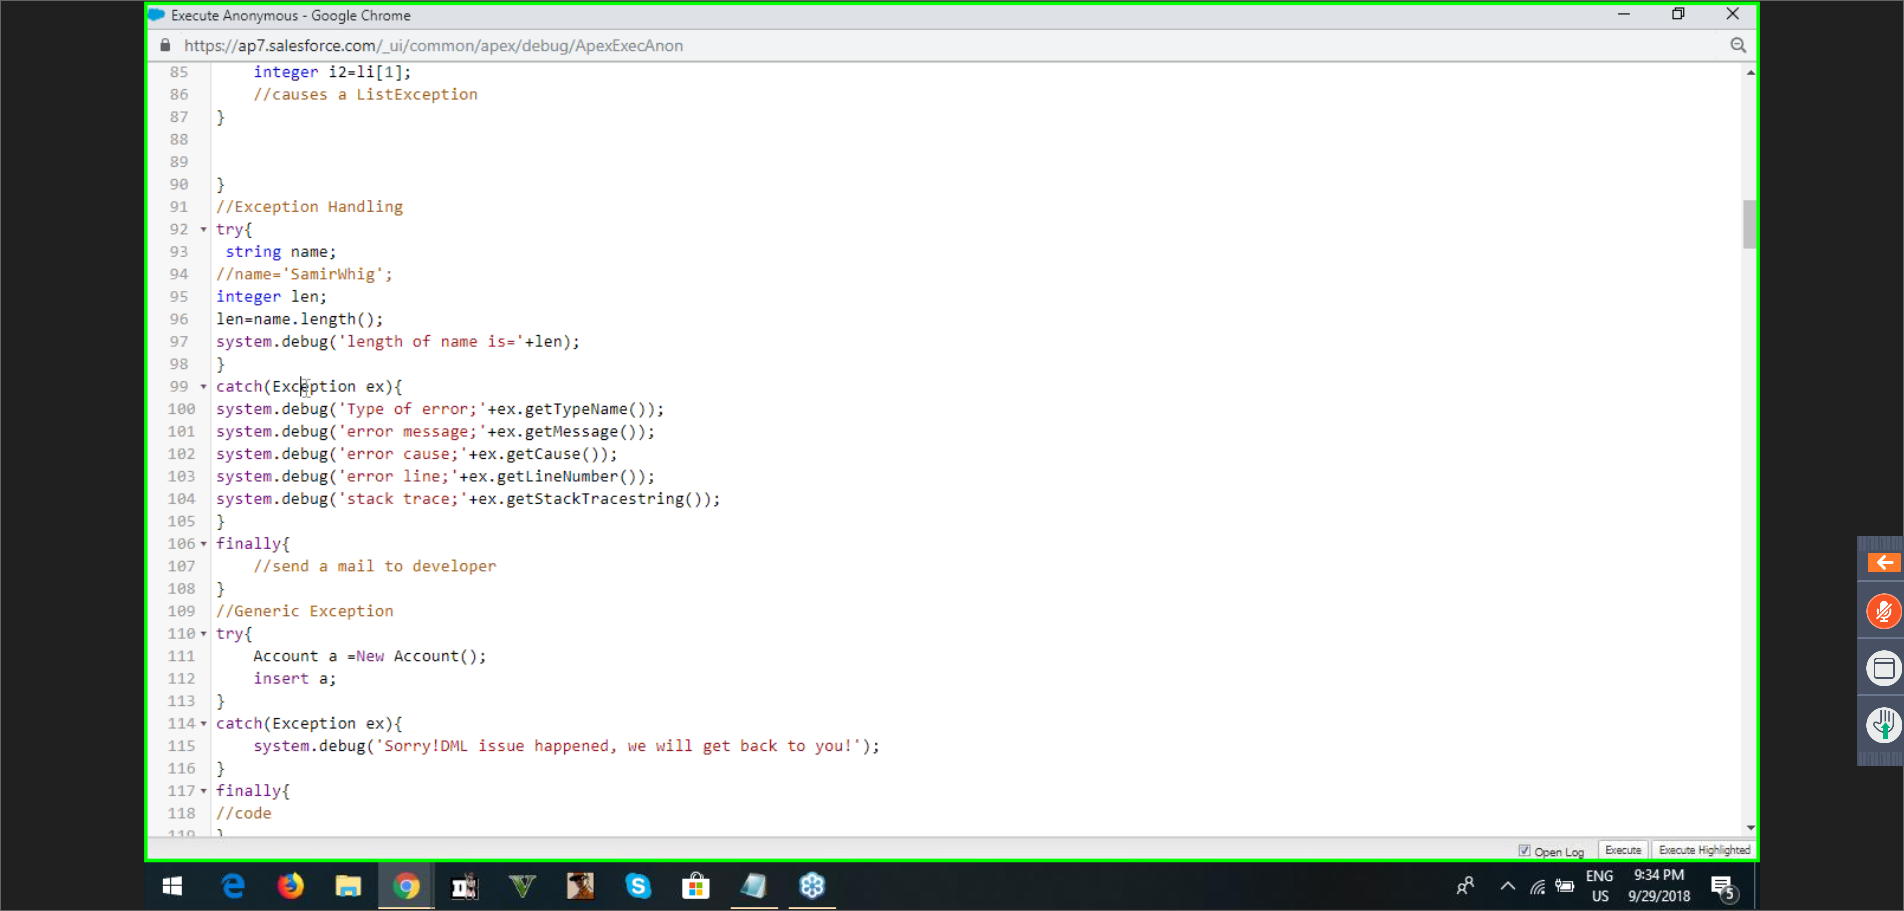 Execute Anonymous - Google Chrome
https://ap7.salesforce.com/_ui/common/apex/debug/ApexExecAnon
85 integer i2=li[1];
86 //causes a ListException
87 }
88
89
90 }
91 //Exception Handling
92 try{
93 string name;
94 //name='SamirWhig';
95 integer len;
96 len=name.length();
97 system.debug('length of name is='+len);
98 }
99 catch(Exception ex){
100 system.debug('Type of error;'+ex.getTypeName());
101 system.debug('error message;'+ex.getMessage());
102 system.debug('error cause;'+ex.getCause());
103 system.debug('error line;'+ex.getLineNumber());
104 system.debug('stack trace;'+ex.getStackTracestring());
105 }
106 finally{
107 //send a mail to developer
108 }
109 //Generic Exception
110 try{
111 Account a =New Account();
112 insert a;
113 }
114 catch(Exception ex){
115 system.debug('Sorry!DML issue happened, we will get back to you!');
116 }
117 finally{
118 //code
119 }
Open Log Execute Execute Highlighted
ENG 9:34 PM
US 9/29/2018 5